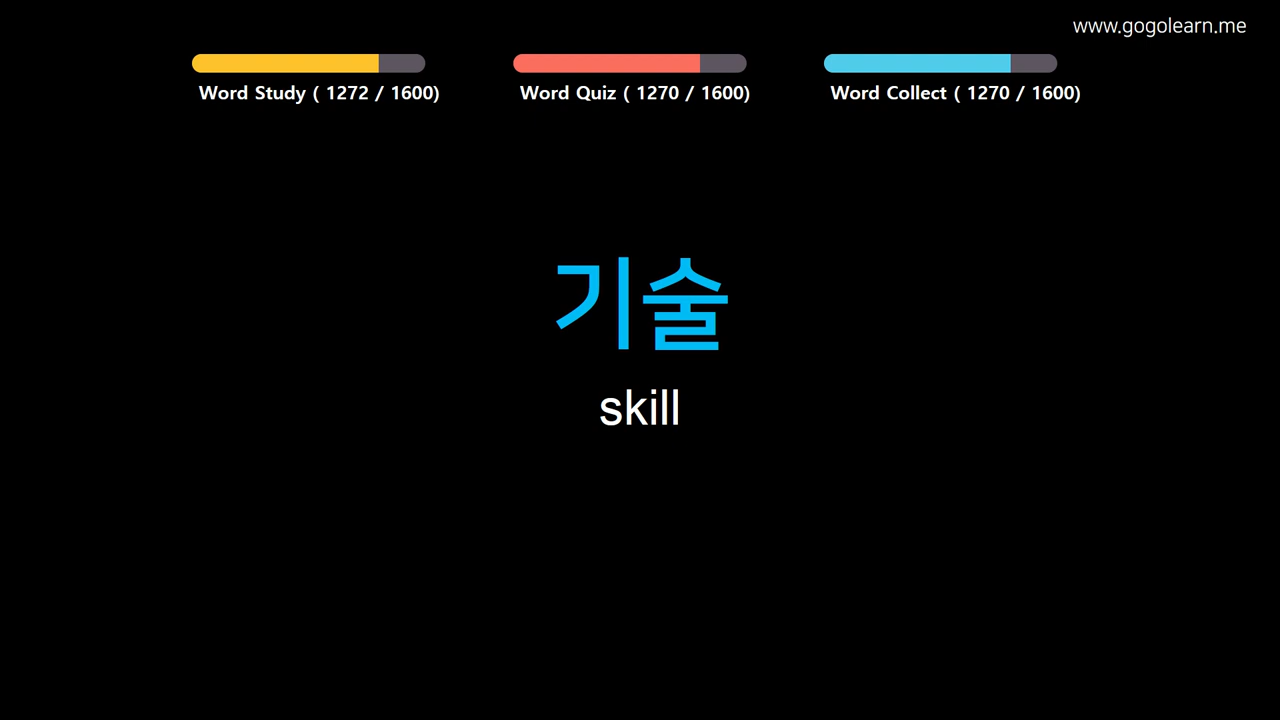 www.gogolearn.me
Word Study ( 1272 / 1600)
Word Quiz ( 1270 / 1600)
Word Collect ( 1270 / 1600)
기술
skill